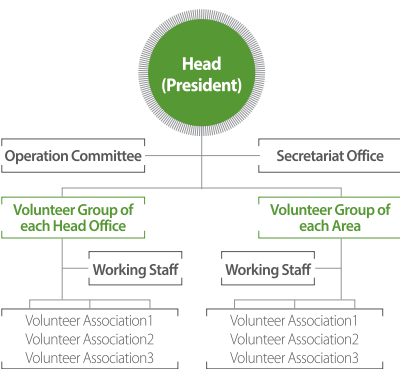 Head
(President)
Operation Committee
Secretariat Office
Volunteer Group of
each Head Office
Volunteer Group of
each Area
Working Staff
Working Staff
Volunteer Association1
Volunteer Association2
Volunteer Association3
Volunteer Association1
Volunteer Association2
Volunteer Association3